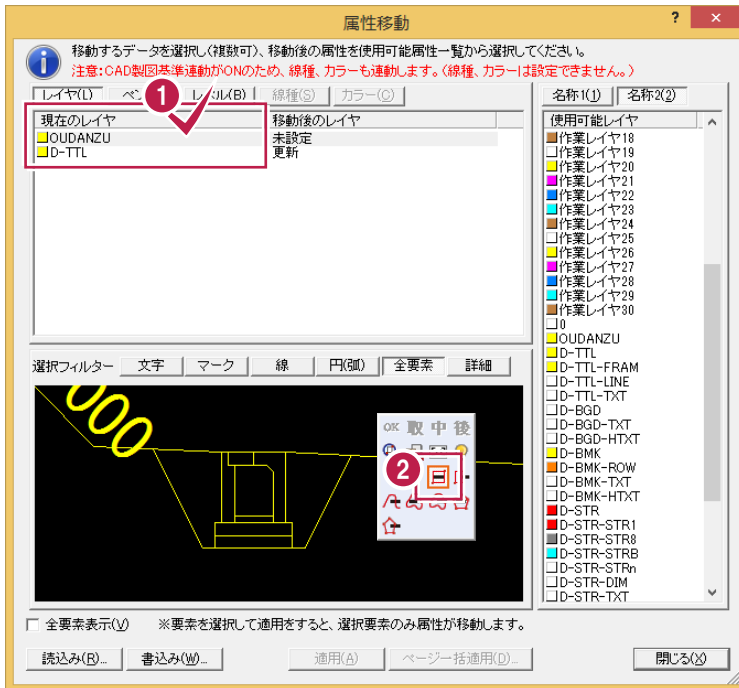 属性移動
?
×
移動するデータを選択し(複数可)、移動後の属性を使用可能属性一覧から選択してください。
注意:CAD製図基準連動がONのため、線種、カラーも連動します。(線種、カラーは設定できません。)
レイヤ(L)
線種(S)
カラー(C)
名称1(1)
名称2(2)
1
現在のレイヤ
移動後のレイヤ
OUDANZU
未設定
D-TTL
更新
使用可能レイヤ
作業レイヤ18
作業レイヤ19
作業レイヤ20
作業レイヤ21
作業レイヤ22
作業レイヤ23
作業レイヤ24
作業レイヤ25
作業レイヤ26
作業レイヤ27
作業レイヤ28
作業レイヤ29
作業レイヤ30
0
OUDANZU
D-TTL
D-TTL-FRAM
D-TTL-LINE
D-TTL-TXT
D-BGD
D-BGD-TXT
D-BGD-HTXT
D-BMK
D-BMK-ROW
D-BMK-TXT
D-BMK-HTXT
D-STR
D-STR-STR1
D-STR-STR8
D-STR-STRB
D-STR-STRn
D-STR-DIM
D-STR-TXT
選択フィルター
文字
マーク
線
円(弧)
全要素
詳細
000
OK 取 中 後
2
全要素表示(V)
※要素を選択して適用をすると、選択要素のみ属性が移動します。
読込み(R)...
書込み(W)...
適用(A)
ページ一括適用(D)...
閉じる(X)